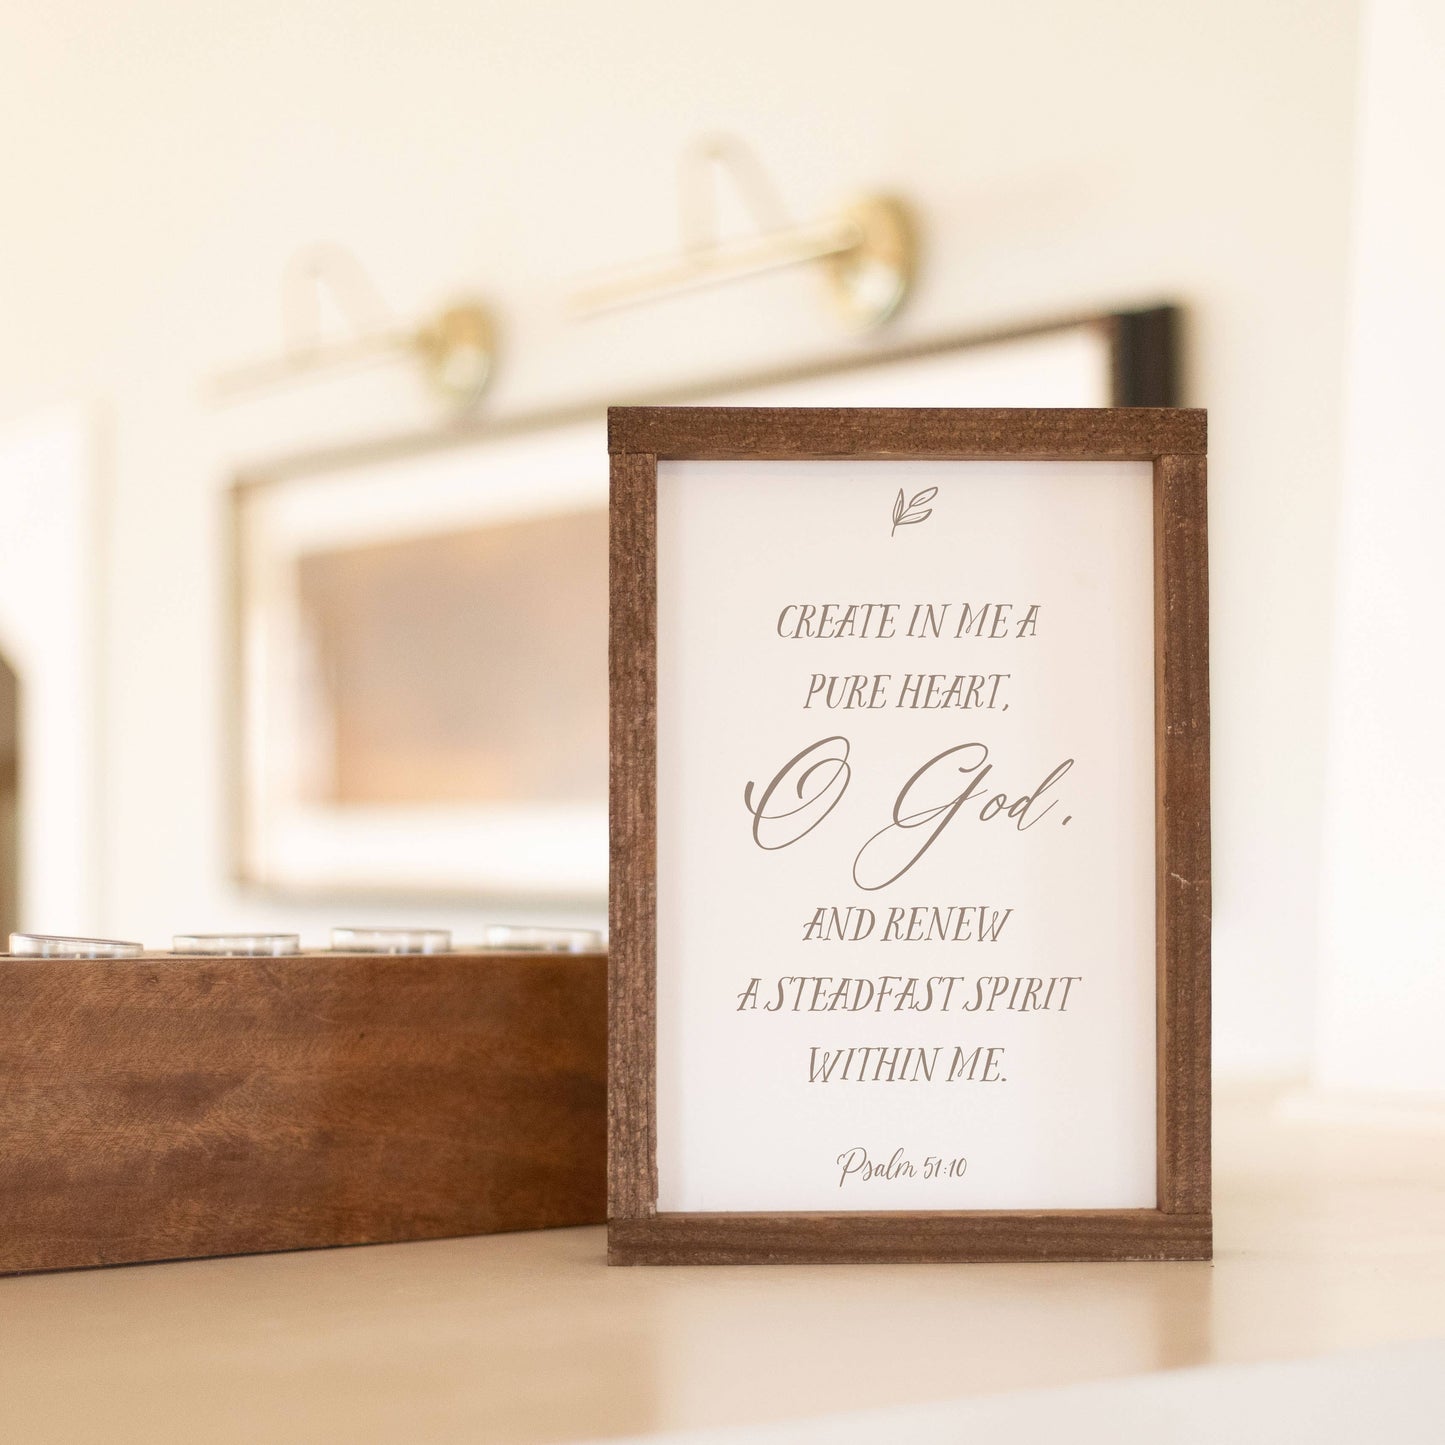 CREATE IN ME A
PURE HEART,
O God,
AND RENEW
A STEADFAST SPIRIT
WITHIN ME.
Psalm 51:10